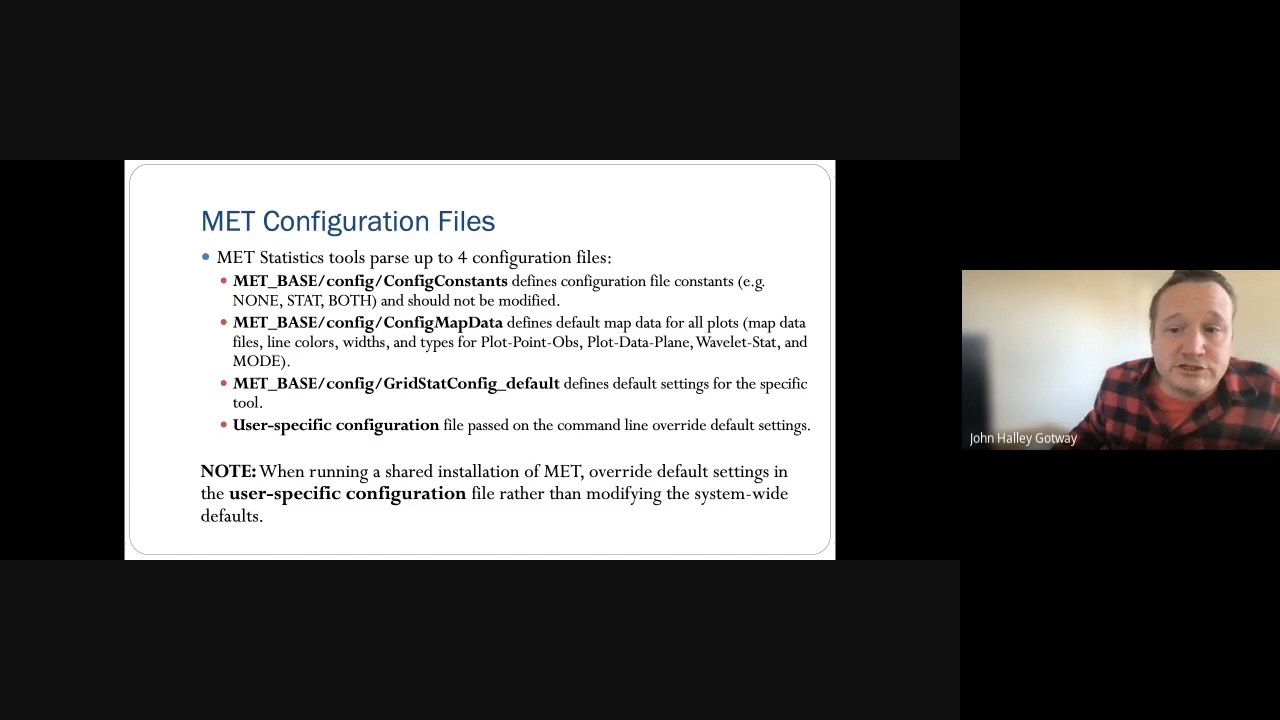 MET Configuration Files
MET Statistics tools parse up to 4 configuration files:
MET_BASE/config/ConfigConstants defines configuration file constants (e.g.
NONE, STAT, BOTH) and should not be modified.
MET_BASE/config/ConfigMapData defines default map data for all plots (map data
files, line colors, widths, and types for Plot-Point-Obs, Plot-Data-Plane, Wavelet-Stat, and
MODE).
MET_BASE/config/GridStatConfig_default defines default settings for the specific
tool.
User-specific configuration file passed on the command line override default settings.
NOTE: When running a shared installation of MET, override default settings in
the user-specific configuration file rather than modifying the system-wide
defaults.
John Halley Gotway